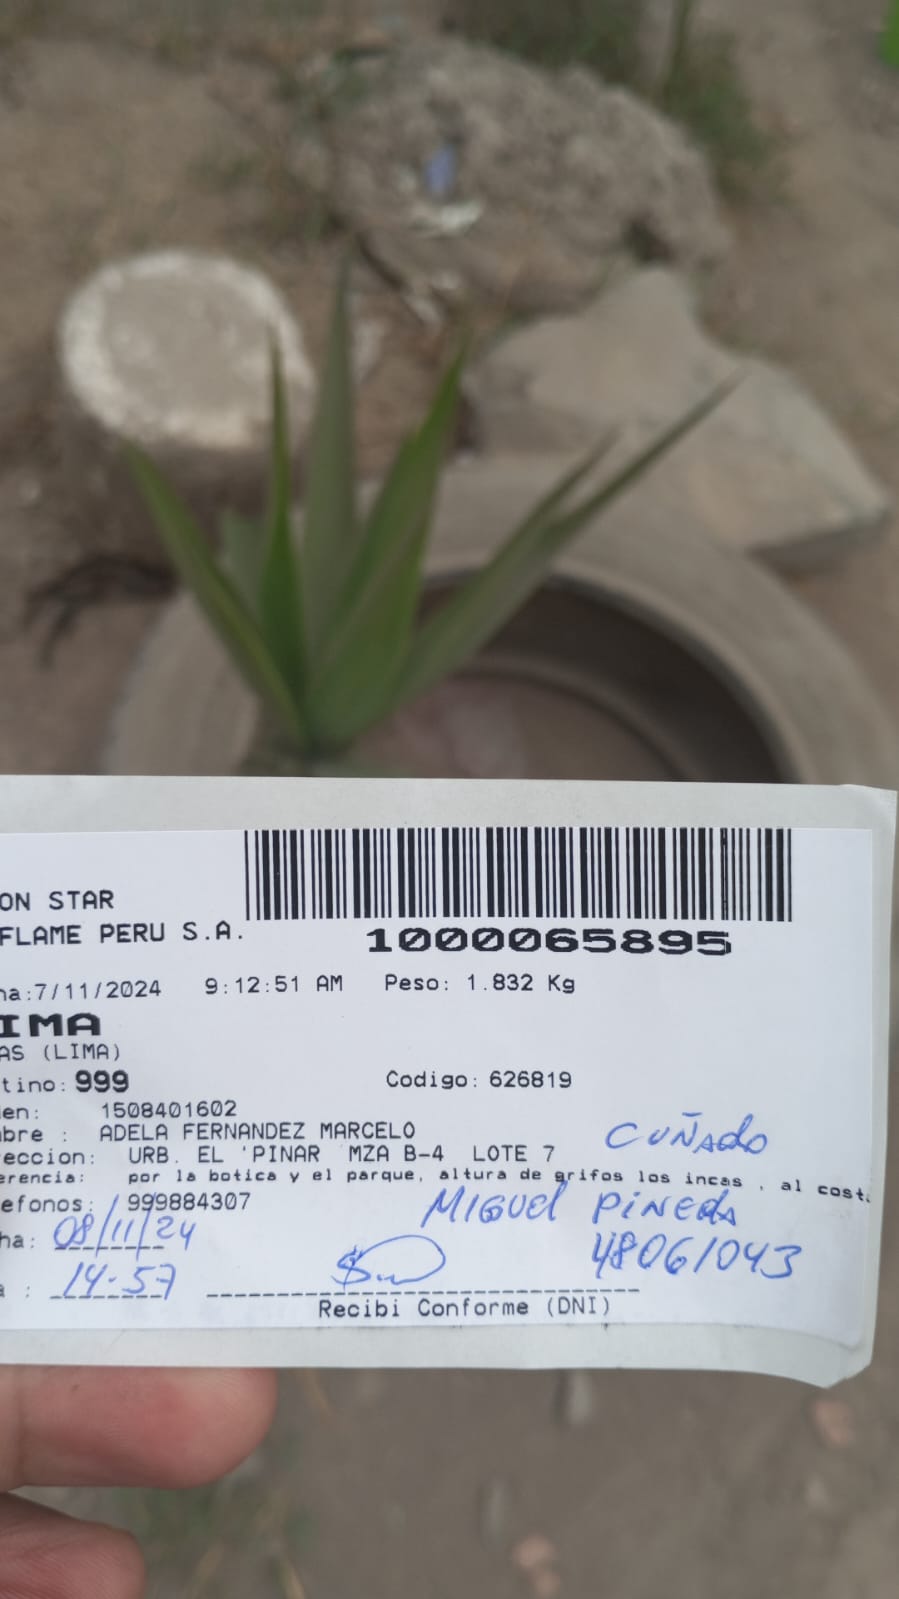 ON STAR
FLAME PERU S.A.
1000065895
ha:7/11/2024 9:12:51 AM Peso: 1.832 Kg
IMA
AS (LIMA)
tino: 999 Codigo: 626819
en: 1508401602
bre : ADELA FERNANDEZ MARCELO
CUÑADO
eccion: URB. EL 'PINAR MZA B-4 LOTE 7
erencia: por la botica y el parque, altura de grifos los incas , al cost.
efonos: 999884307
MIGUEL PINEDA
ha: 08/11/24
48061043
a : 14-57
Recibi Conforme (DNI)